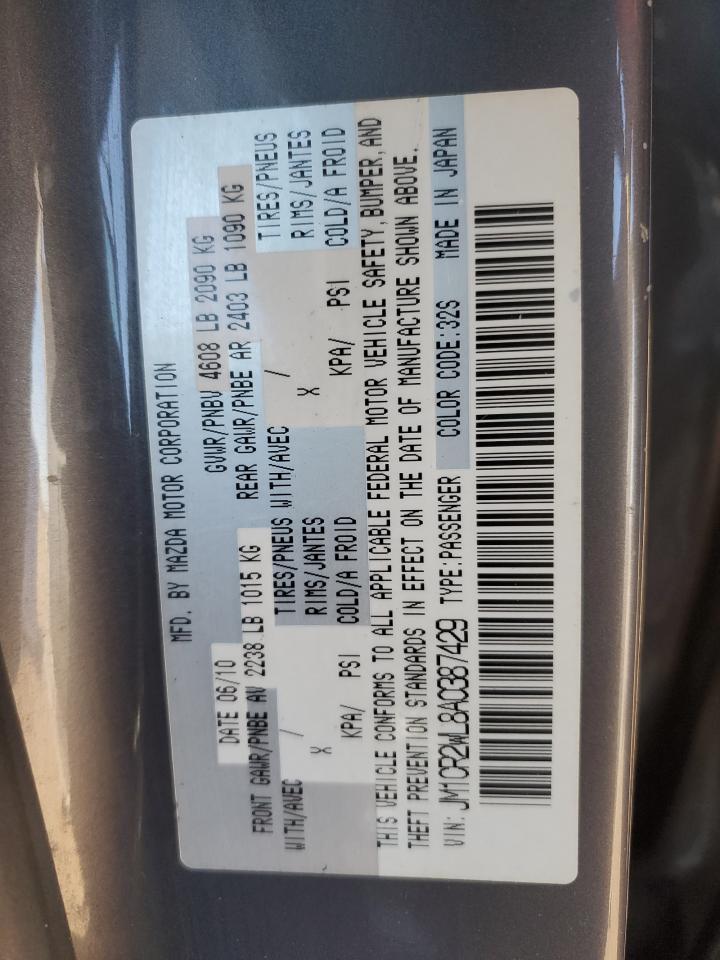 MFD. BY MAZDA MOTOR CORPORATION
DATE 06/10 GVWR/PNBV 4608 LB 2090 KG
FRONT GAWR/PNBE AV 2238 LB 1015 KG REAR GAWR/PNBE AR 2403 LB 1090 KG
WITH/AVEC / TIRES/PNEUS WITH/AVEC / TIRES/PNEUS
X RIMS/JANTES X RIMS/JANTES
KPA/ PSI COLD/A FROID KPA/ PSI COLD/A FROID
THIS VEHICLE CONFORMS TO ALL APPLICABLE FEDERAL MOTOR VEHICLE SAFETY, BUMPER, AND
THEFT PREVENTION STANDARDS IN EFFECT ON THE DATE OF MANUFACTURE SHOWN ABOVE.
VIN: JM1CR2WL8A0387429 TYPE:PASSENGER COLOR CODE:32S MADE IN JAPAN